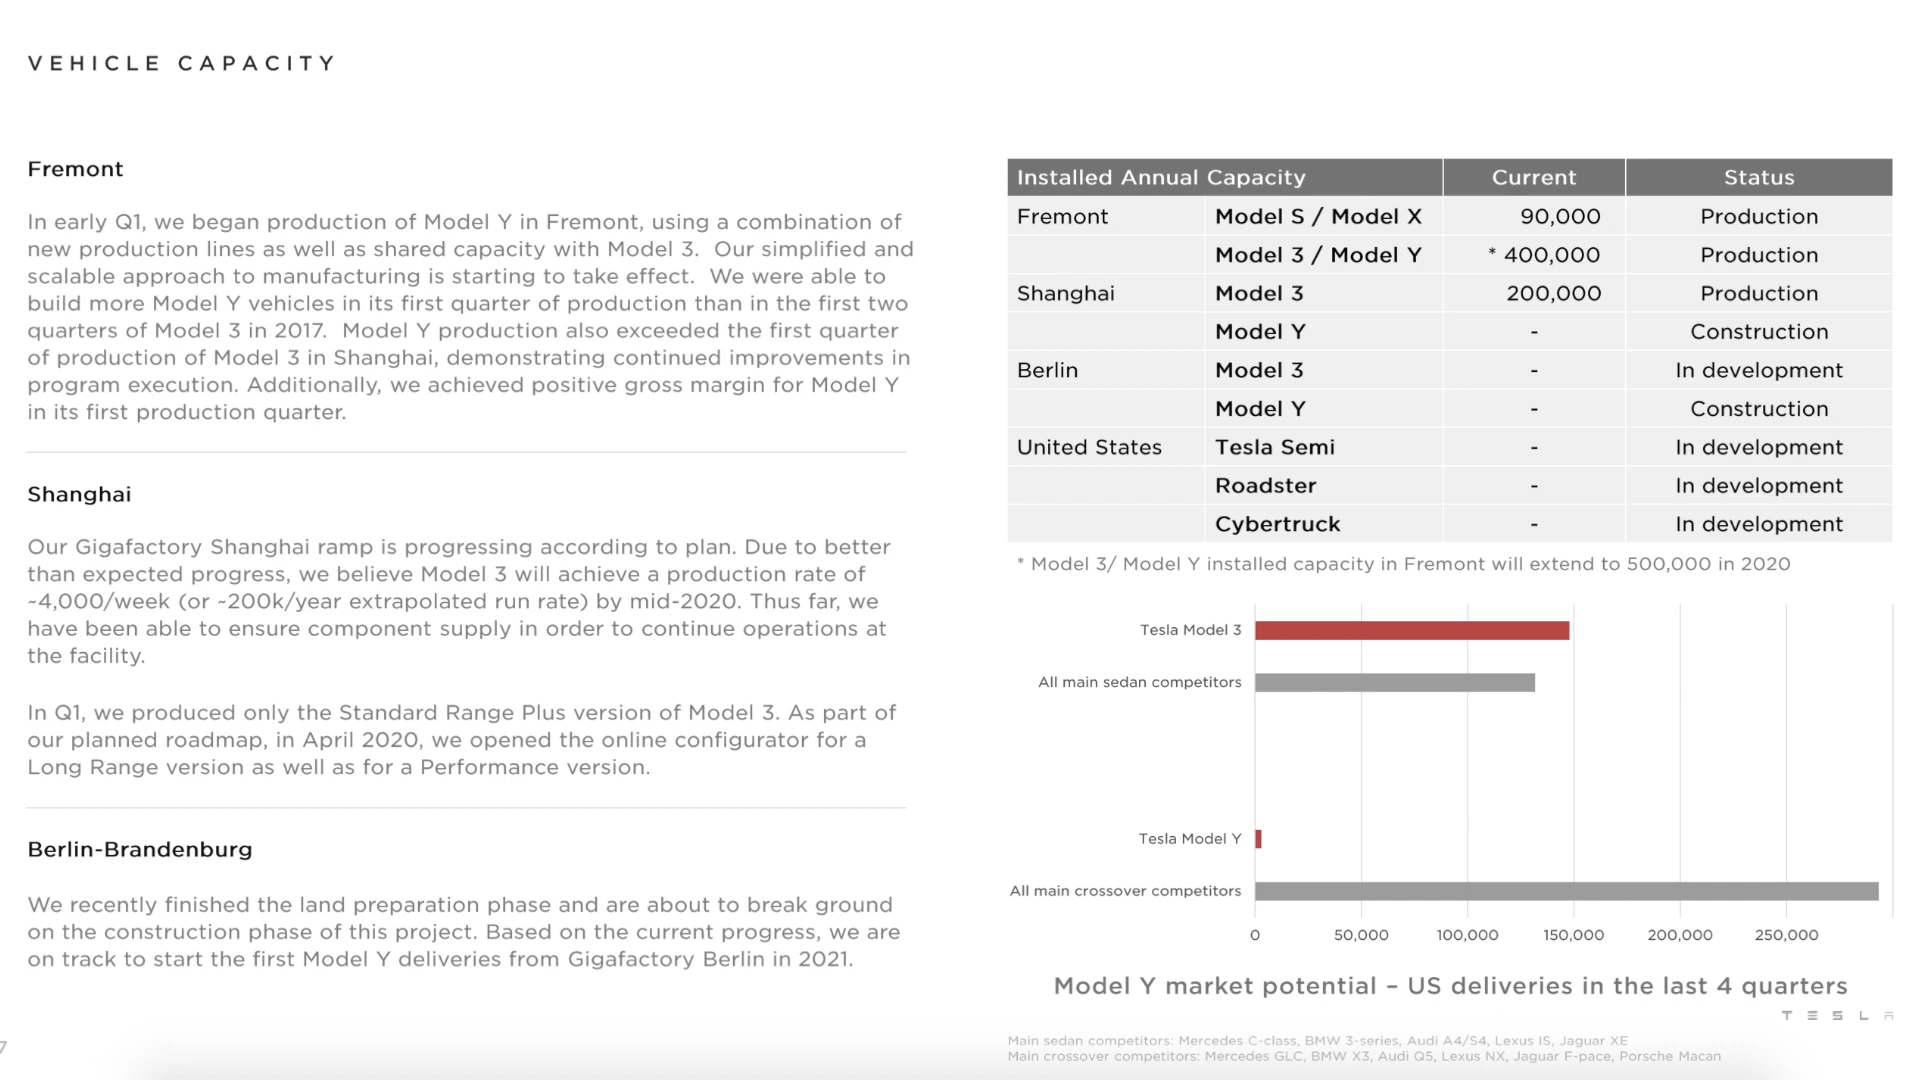 VEHICLE CAPACITY
Fremont
In early Q1, we began production of Model Y in Fremont, using a combination of
new production lines as well as shared capacity with Model 3.  Our simplified and
scalable approach to manufacturing is starting to take effect.  We were able to
build more Model Y vehicles in its first quarter of production than in the first two
quarters of Model 3 in 2017.  Model Y production also exceeded the first quarter
of production of Model 3 in Shanghai, demonstrating continued improvements in
program execution. Additionally, we achieved positive gross margin for Model Y
in its first production quarter.
Shanghai
Our Gigafactory Shanghai ramp is progressing according to plan. Due to better
than expected progress, we believe Model 3 will achieve a production rate of
~4,000/week (or ~200k/year extrapolated run rate) by mid-2020. Thus far, we
have been able to ensure component supply in order to continue operations at
the facility.
In Q1, we produced only the Standard Range Plus version of Model 3. As part of
our planned roadmap, in April 2020, we opened the online configurator for a
Long Range version as well as for a Performance version.
Berlin-Brandenburg
We recently finished the land preparation phase and are about to break ground
on the construction phase of this project. Based on the current progress, we are
on track to start the first Model Y deliveries from Gigafactory Berlin in 2021.
7
Installed Annual Capacity Current Status
Fremont Model S / Model X 90,000 Production
Model 3 / Model Y * 400,000 Production
Shanghai Model 3 200,000 Production
Model Y - Construction
Berlin Model 3 - In development
Model Y - Construction
United States Tesla Semi - In development
Roadster - In development
Cybertruck - In development
* Model 3/ Model Y installed capacity in Fremont will extend to 500,000 in 2020
Tesla Model 3
All main sedan competitors
Tesla Model Y
All main crossover competitors
0 50,000 100,000 150,000 200,000 250,000
Model Y market potential – US deliveries in the last 4 quarters
TESLA
Main sedan competitors: Mercedes C-class, BMW 3-series, Audi A4/S4, Lexus IS, Jaguar XE
Main crossover competitors: Mercedes GLC, BMW X3, Audi Q5, Lexus NX, Jaguar F-pace, Porsche Macan